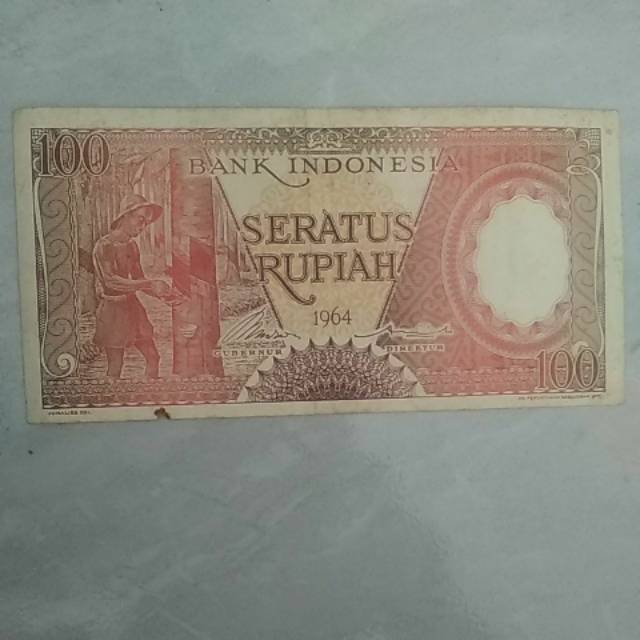 100
BANK INDONESIA
SERATUS
RUPIAH
1964
GUBERNUR
DIREKTUR
100